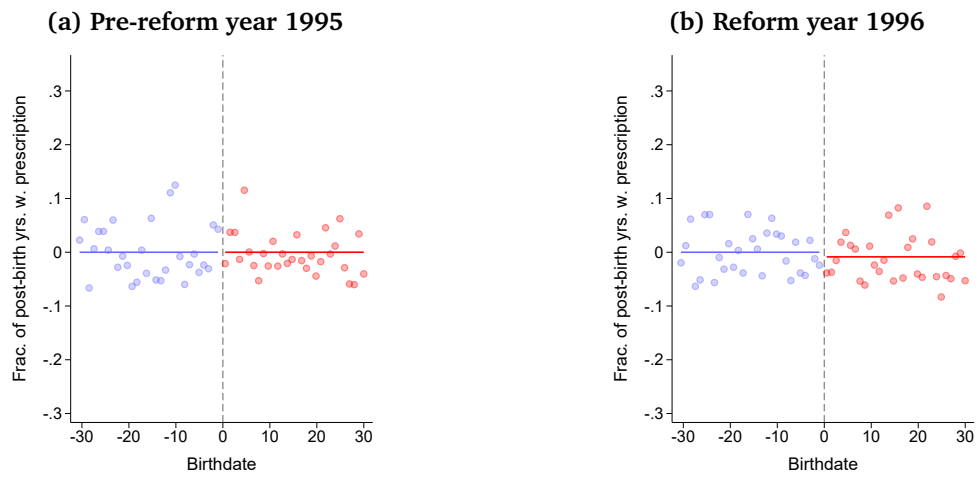 (a) Pre-reform year 1995
Frac. of post-birth yrs. w. prescription
.3
.2
.1
0
-.1
-.2
-.3
-30 -20 -10 0 10 20 30
Birthdate
(b) Reform year 1996
Frac. of post-birth yrs. w. prescription
.3
.2
.1
0
-.1
-.2
-.3
-30 -20 -10 0 10 20 30
Birthdate